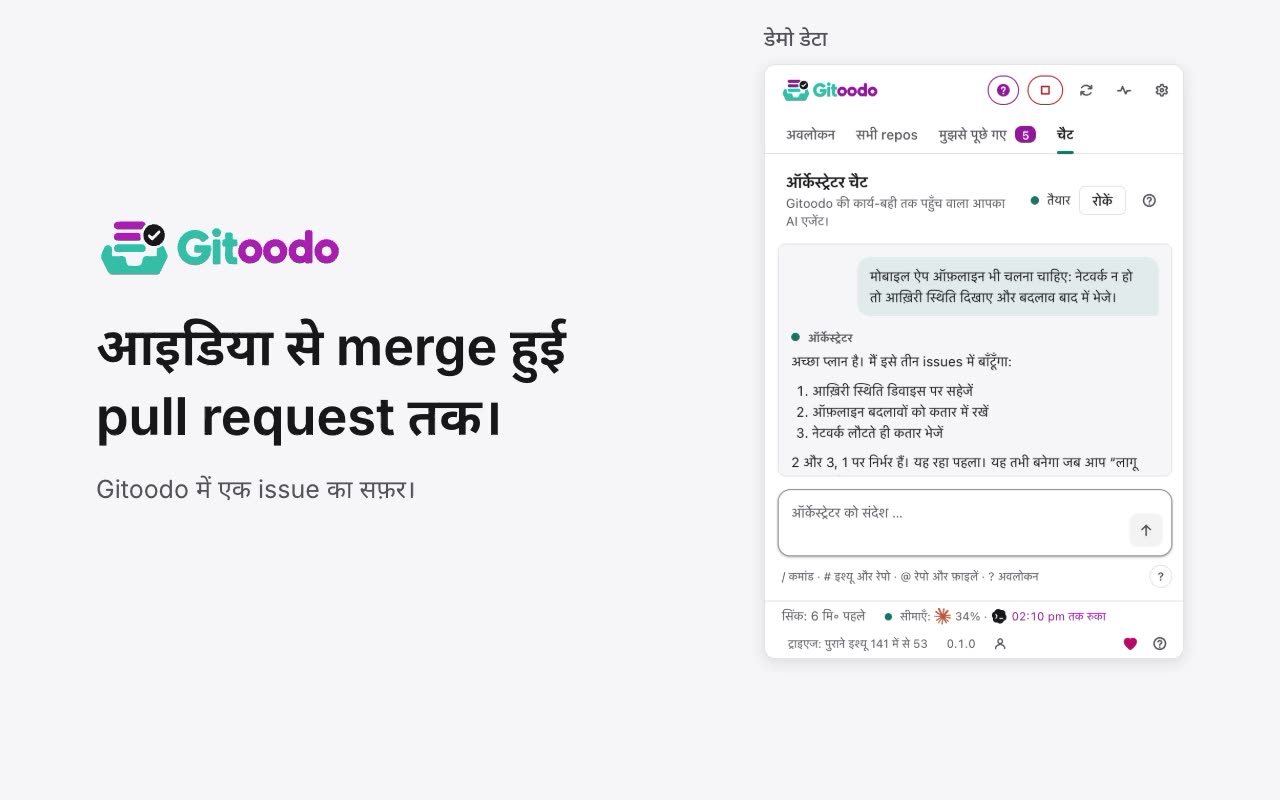 Gitoodo
आइडिया से merge हुई
pull request तक।
Gitoodo में एक issue का सफ़र।
डेमो डेटा
Gitoodo
अवलोकन सभी repos मुझसे पूछे गए 5 चैट
ऑर्केस्ट्रेटर चैट
Gitoodo की कार्य-बही तक पहुँच वाला आपका
AI एजेंट।
तैयार रोकें
मोबाइल ऐप ऑफ़लाइन भी चलना चाहिए: नेटवर्क न हो
तो आख़िरी स्थिति दिखाए और बदलाव बाद में भेजे।
ऑर्केस्ट्रेटर
अच्छा प्लान है। मैं इसे तीन issues में बाँटूँगा:
1. आख़िरी स्थिति डिवाइस पर सहेजें
2. ऑफ़लाइन बदलावों को कतार में रखें
3. नेटवर्क लौटते ही कतार भेजें
2 और 3, 1 पर निर्भर हैं। यह रहा पहला। यह तभी बनेगा जब आप “लागू
ऑर्केस्ट्रेटर को संदेश ...
/ कमांड · # इश्यू और रेपो · @ रेपो और फ़ाइलें · ? अवलोकन ?
सिंक: 6 मि॰ पहले सीमाएँ: 34% · 02:10 pm तक रुका
ट्राइएज: पुराने इश्यू 141 में से 53 0.1.0